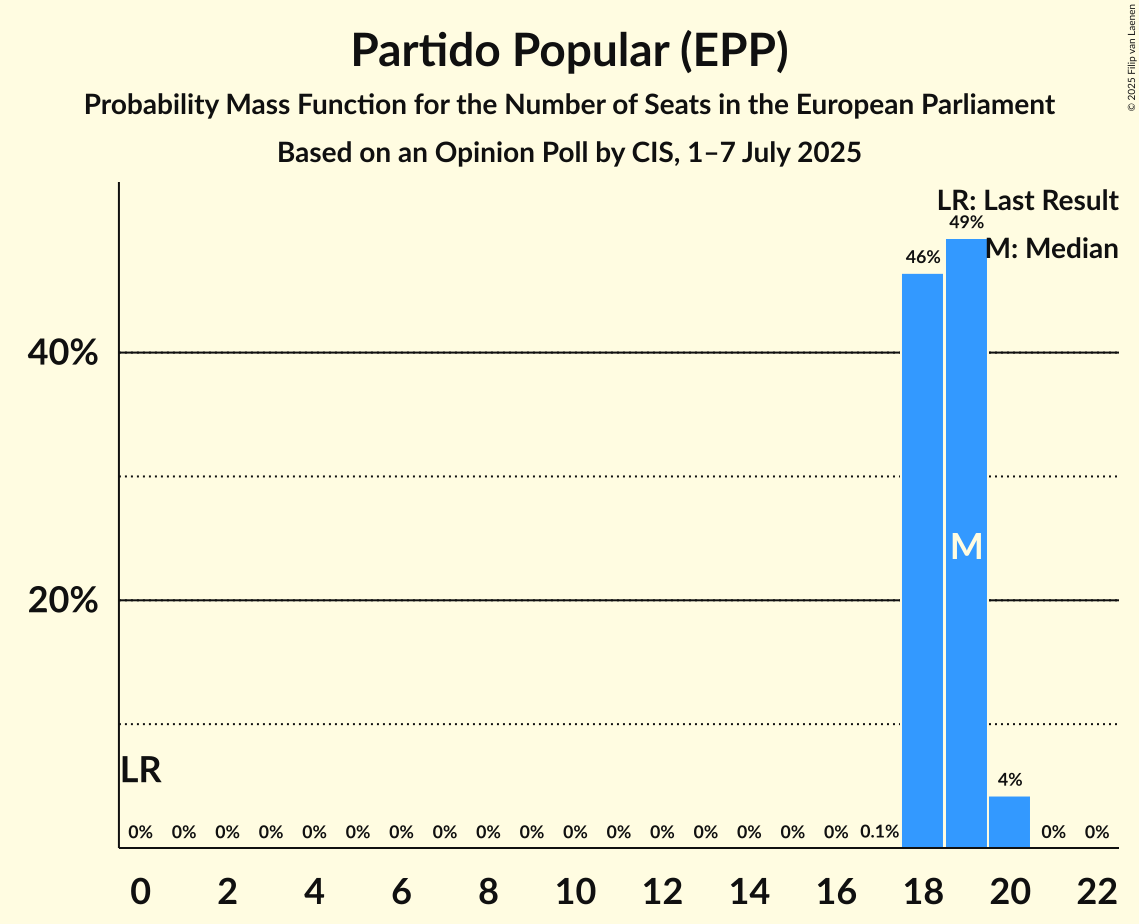 Partido Popular (EPP)
Probability Mass Function for the Number of Seats in the European Parliament
Based on an Opinion Poll by CIS, 1–7 July 2025
© 2025 Filip van Laenen
LR: Last Result
M: Median
49%
46%
40%
M
20%
LR
4%
0% 0% 0% 0% 0% 0% 0% 0% 0% 0% 0% 0% 0% 0% 0% 0% 0% 0.1% 0% 0%
0 2 4 6 8 10 12 14 16 18 20 22